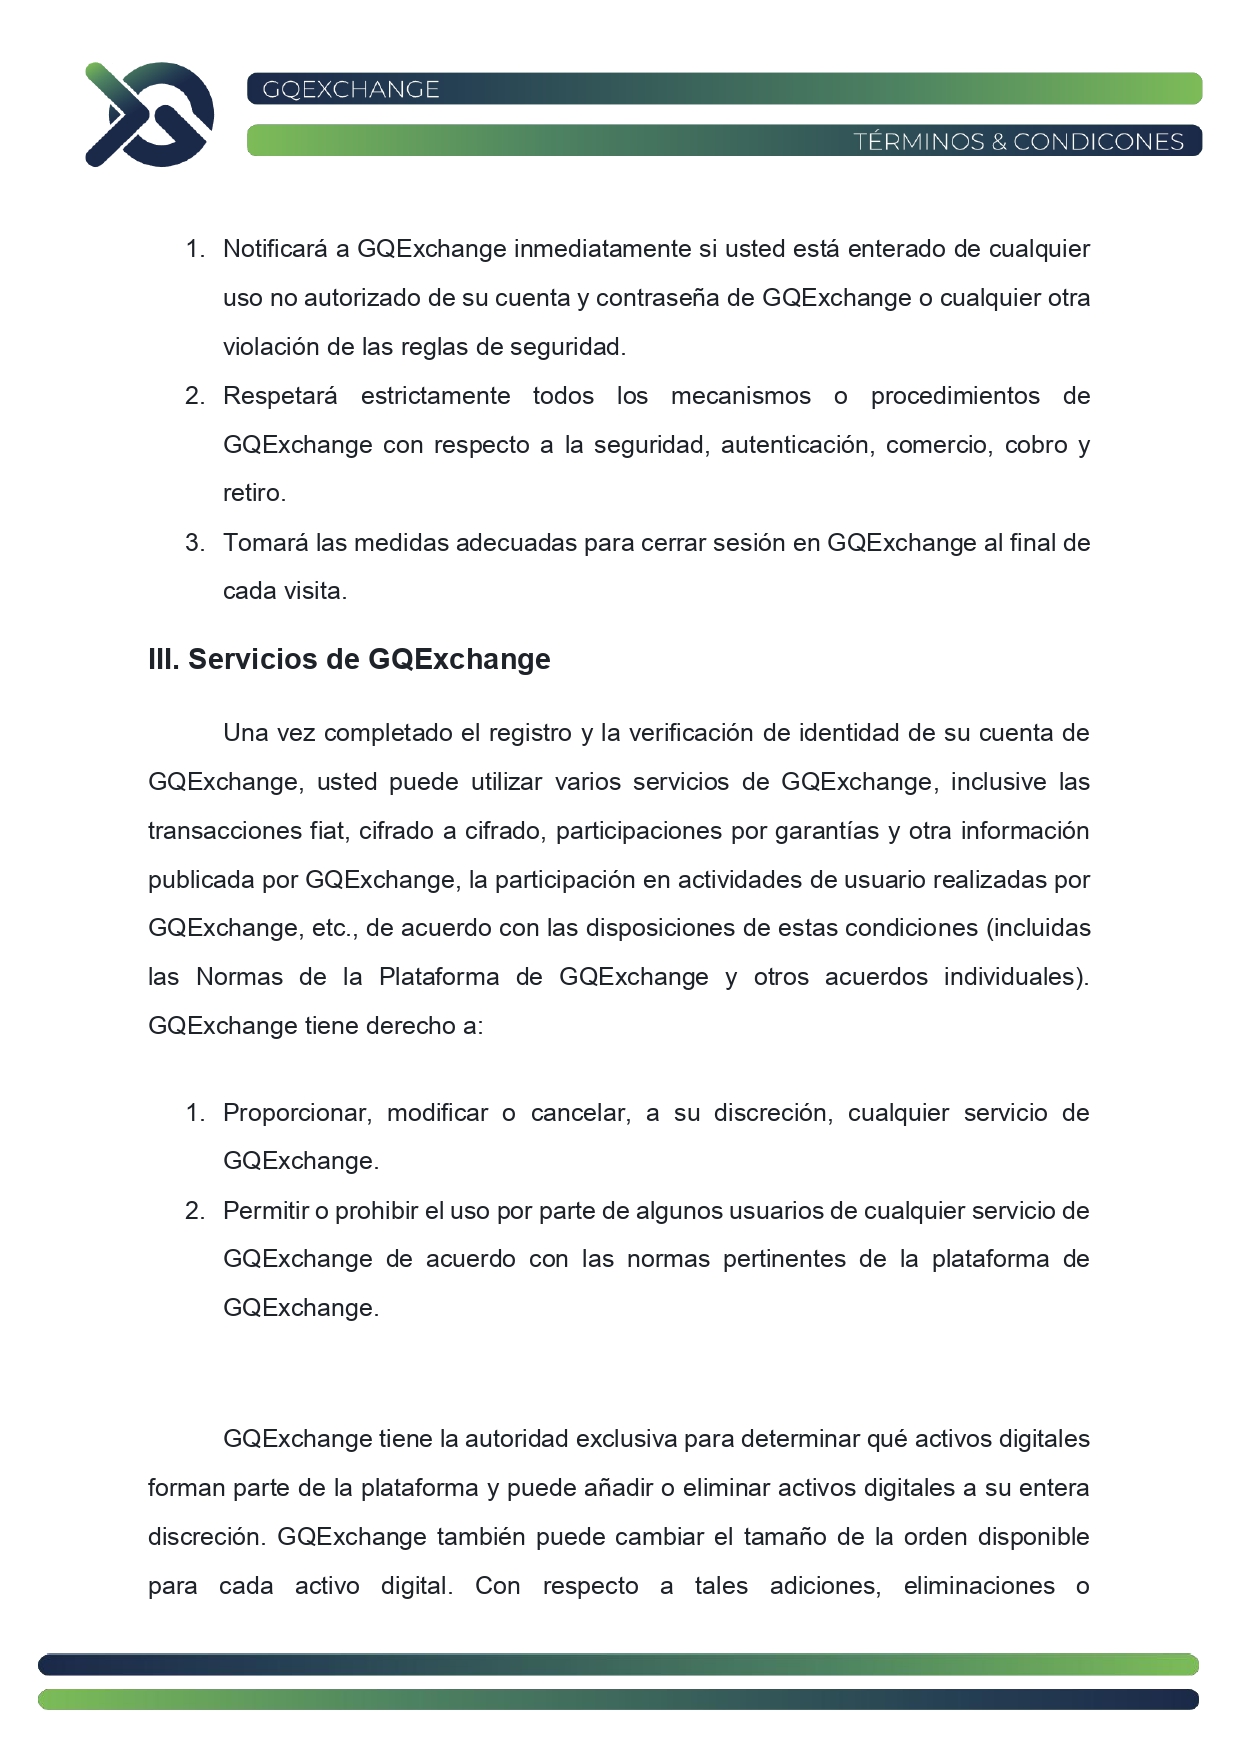 GQEXCHANGE
TÉRMINOS & CONDICONES
1. Notificará a GQExchange inmediatamente si usted está enterado de cualquier
uso no autorizado de su cuenta y contraseña de GQExchange o cualquier otra
violación de las reglas de seguridad.
2. Respetará estrictamente todos los mecanismos o procedimientos de
GQExchange con respecto a la seguridad, autenticación, comercio, cobro y
retiro.
3. Tomará las medidas adecuadas para cerrar sesión en GQExchange al final de
cada visita.
III. Servicios de GQExchange
Una vez completado el registro y la verificación de identidad de su cuenta de
GQExchange, usted puede utilizar varios servicios de GQExchange, inclusive las
transacciones fiat, cifrado a cifrado, participaciones por garantías y otra información
publicada por GQExchange, la participación en actividades de usuario realizadas por
GQExchange, etc., de acuerdo con las disposiciones de estas condiciones (incluidas
las Normas de la Plataforma de GQExchange y otros acuerdos individuales).
GQExchange tiene derecho a:
1. Proporcionar, modificar o cancelar, a su discreción, cualquier servicio de
GQExchange.
2. Permitir o prohibir el uso por parte de algunos usuarios de cualquier servicio de
GQExchange de acuerdo con las normas pertinentes de la plataforma de
GQExchange.
GQExchange tiene la autoridad exclusiva para determinar qué activos digitales
forman parte de la plataforma y puede añadir o eliminar activos digitales a su entera
discreción. GQExchange también puede cambiar el tamaño de la orden disponible
para cada activo digital. Con respecto a tales adiciones, eliminaciones o